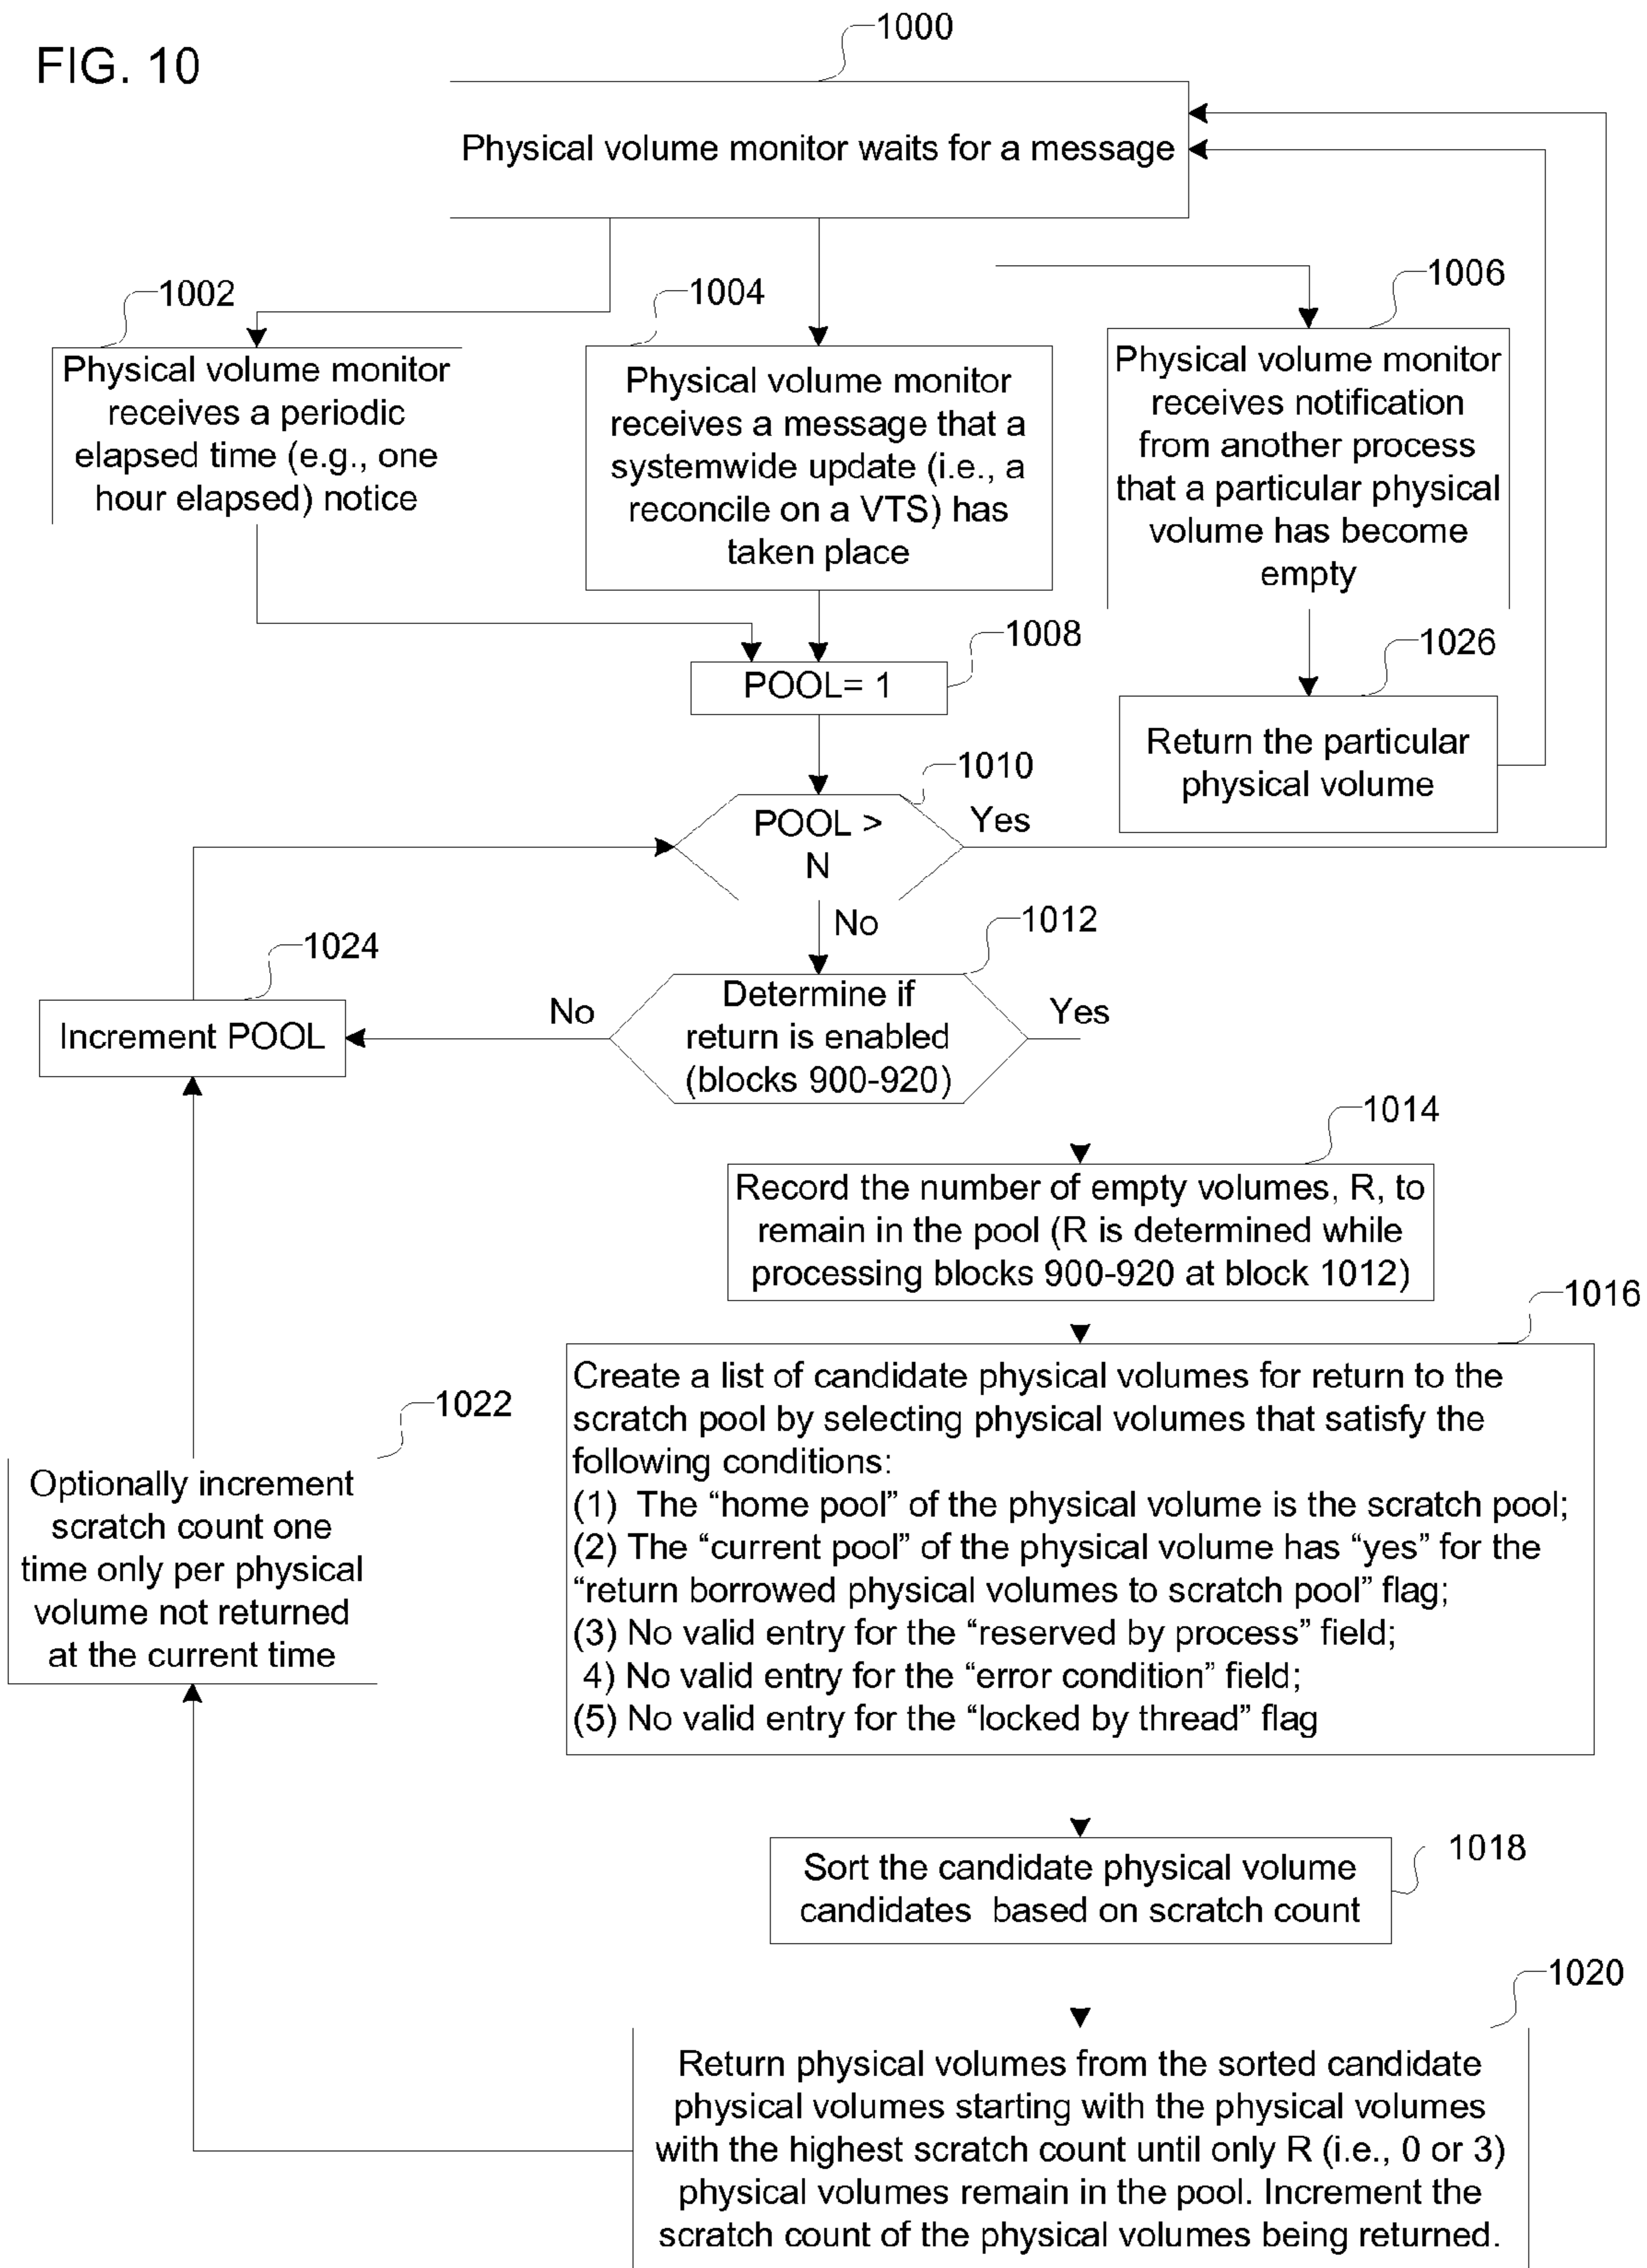 FIG. 10
1000
Physical volume monitor waits for a message
1002
Physical volume monitor
receives a periodic
elapsed time (e.g., one
hour elapsed) notice
1004
Physical volume monitor
receives a message that a
systemwide update (i.e., a
reconcile on a VTS) has
taken place
1006
Physical volume monitor
receives notification
from another process
that a particular physical
volume has become
empty
1008
POOL= 1
1026
Return the particular
physical volume
1010
POOL >
N
Yes
No
1012
Determine if
return is enabled
(blocks 900-920)
No
Yes
1024
Increment POOL
1014
Record the number of empty volumes, R, to
remain in the pool (R is determined while
processing blocks 900-920 at block 1012)
1016
Create a list of candidate physical volumes for return to the
scratch pool by selecting physical volumes that satisfy the
following conditions:
(1) The “home pool” of the physical volume is the scratch pool;
(2) The “current pool” of the physical volume has “yes” for the
“return borrowed physical volumes to scratch pool” flag;
(3) No valid entry for the “reserved by process” field;
4) No valid entry for the “error condition” field;
(5) No valid entry for the “locked by thread” flag
1022
Optionally increment
scratch count one
time only per physical
volume not returned
at the current time
1018
Sort the candidate physical volume
candidates based on scratch count
1020
Return physical volumes from the sorted candidate
physical volumes starting with the physical volumes
with the highest scratch count until only R (i.e., 0 or 3)
physical volumes remain in the pool. Increment the
scratch count of the physical volumes being returned.